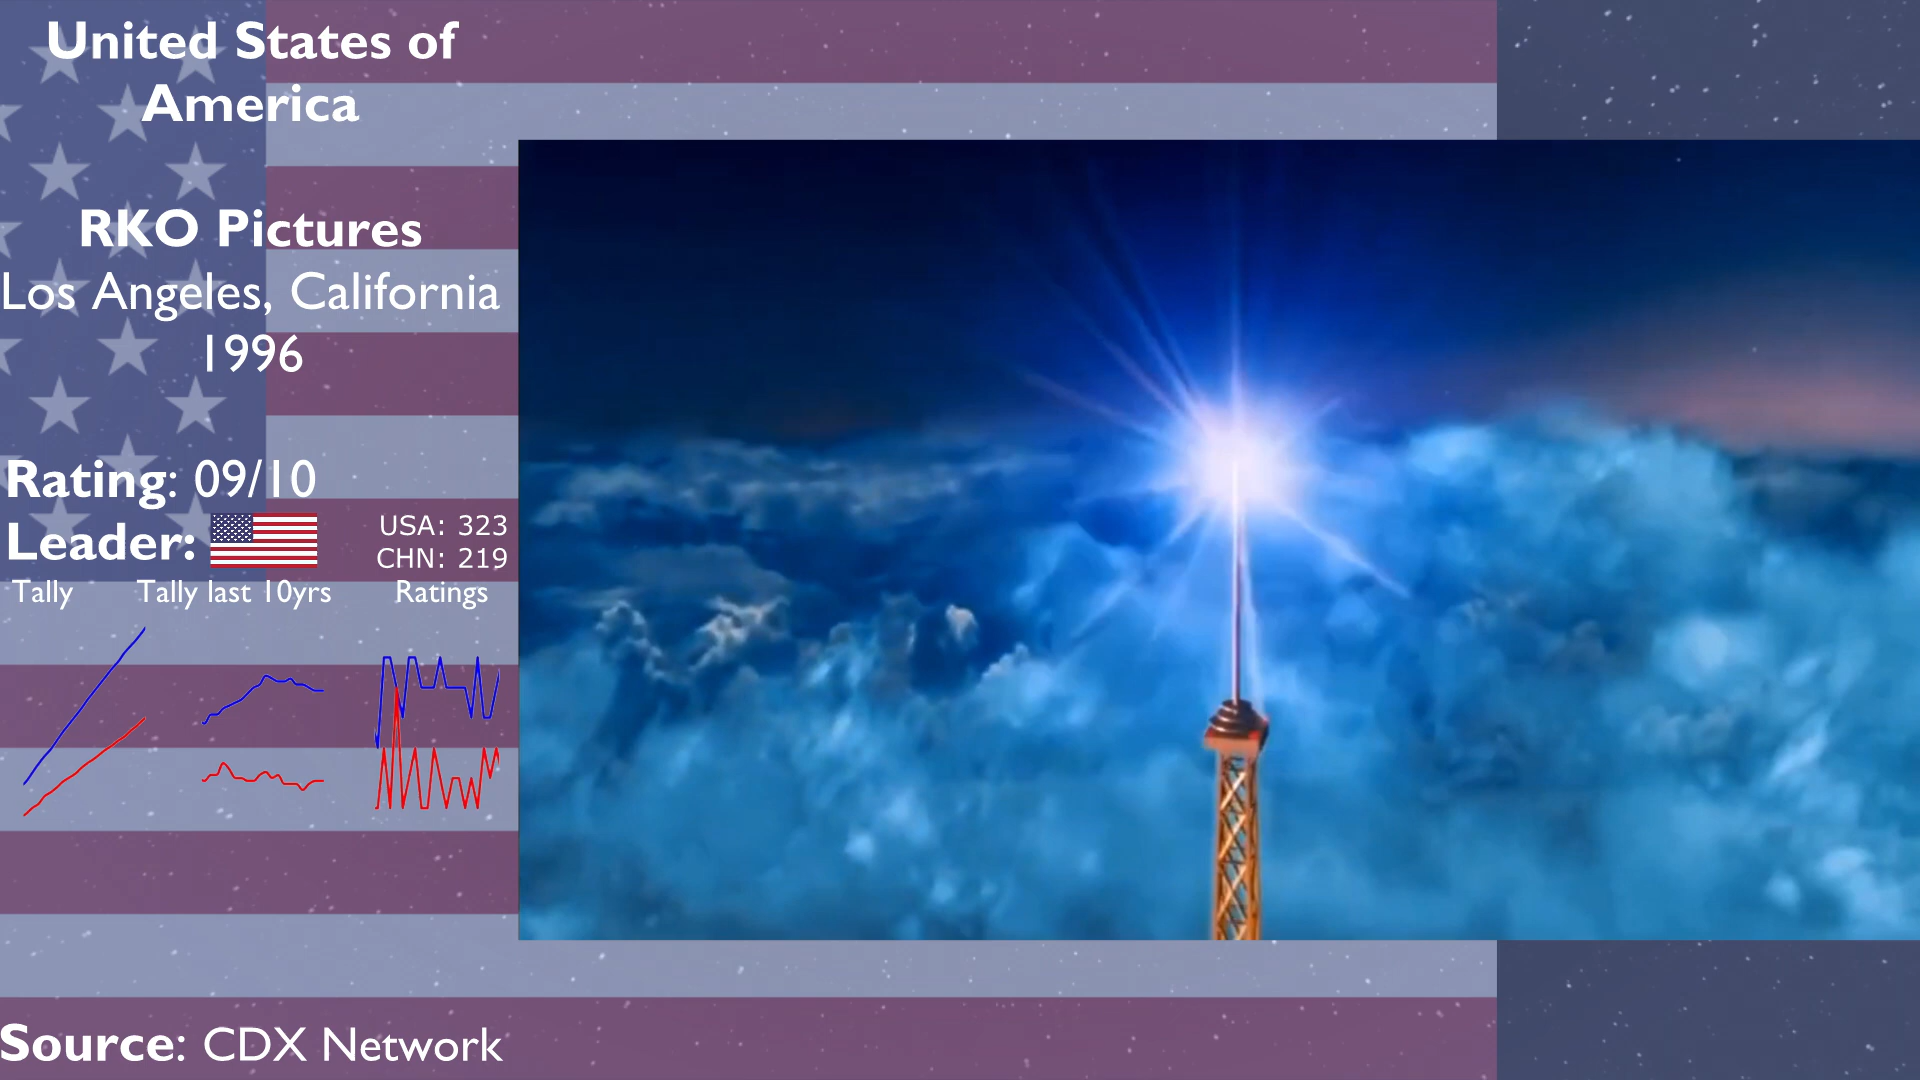 United States of
America
RKO Pictures
Los Angeles, California
1996
Rating: 09/10
Leader:
USA: 323
CHN: 219
Tally
Tally last 10yrs
Ratings
Source: CDX Network